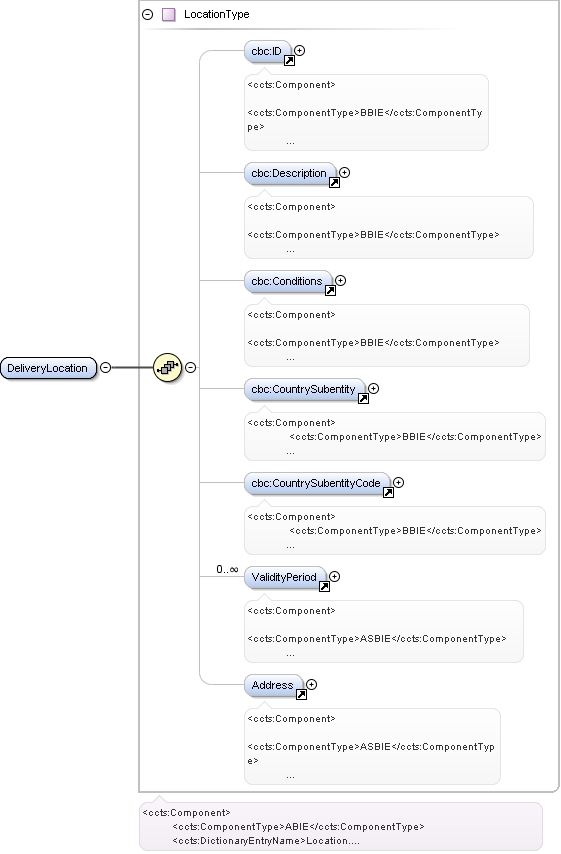 LocationType
cbc:ID
<ccts:Component>
<ccts:ComponentType>BBIE</ccts:ComponentTy
pe>
...
cbc:Description
<ccts:Component>
<ccts:ComponentType>BBIE</ccts:ComponentType>
...
cbc:Conditions
<ccts:Component>
<ccts:ComponentType>BBIE</ccts:ComponentType>
...
DeliveryLocation
cbc:CountrySubentity
<ccts:Component>
<ccts:ComponentType>BBIE</ccts:ComponentType>
...
cbc:CountrySubentityCode
<ccts:Component>
<ccts:ComponentType>BBIE</ccts:ComponentType>
...
0..∞
ValidityPeriod
<ccts:Component>
<ccts:ComponentType>ASBIE</ccts:ComponentType>
...
Address
<ccts:Component>
<ccts:ComponentType>ASBIE</ccts:ComponentTyp
e>
...
<ccts:Component>
<ccts:ComponentType>ABIE</ccts:ComponentType>
<ccts:DictionaryEntryName>Location....